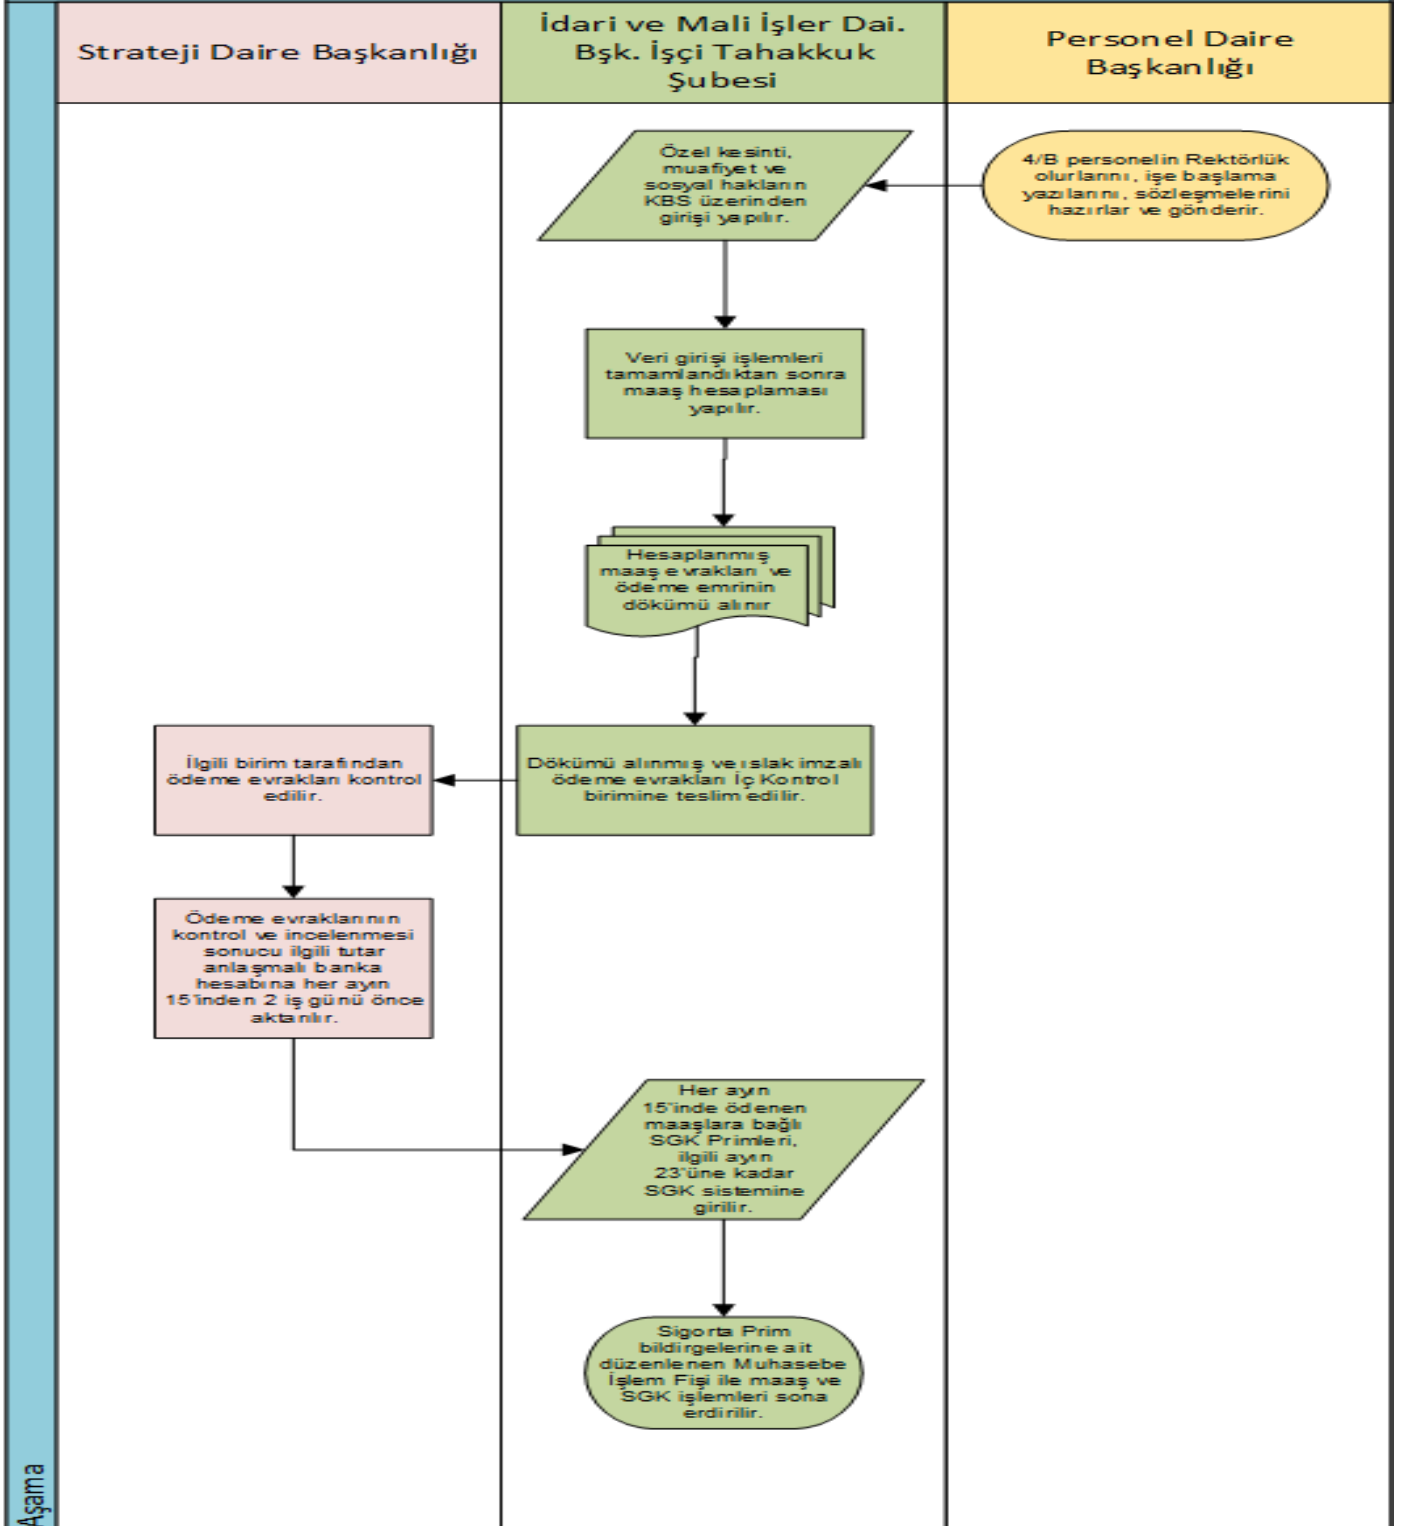 Strateji Daire Başkanlığı
İdari ve Mali İşler Dai.
Bşk. İşçi Tahakkuk
Şubesi
Personel Daire
Başkanlığı
Özel kesinti,
muafiyet ve
sosyal hakların
KBS üzerinden
girişi yapılır.
4/B personelin Rektörlük
olurlarını, işe başlama
yazılarını, sözleşmelerini
hazırlar ve gönderir.
Veri girişi işlemleri
tamamlandıktan sonra
maaş hesaplaması
yapılır.
Hesaplanmış
maaş evrakları ve
ödeme emrinin
dökümü alınır
İlgili birim tarafından
ödeme evrakları kontrol
edilir.
Dökümü alınmış ve ıslak imzalı
ödeme evrakları İç Kontrol
birimine teslim edilir.
Ödeme evraklarının
kontrol ve incelenmesi
sonucu ilgili tutar
anlaşmalı banka
hesabına her ayın
15'inden 2 iş günü önce
aktarılır.
Her ayın
15'inde ödenen
maaşlara bağlı
SGK Primleri,
ilgili ayın
23'üne kadar
SGK sistemine
girilir.
Sigorta Prim
bildirgelerine ait
düzenlenen Muhasebe
İşlem Fişi ile maaş ve
SGK işlemleri sona
erdirilir.
Aşama